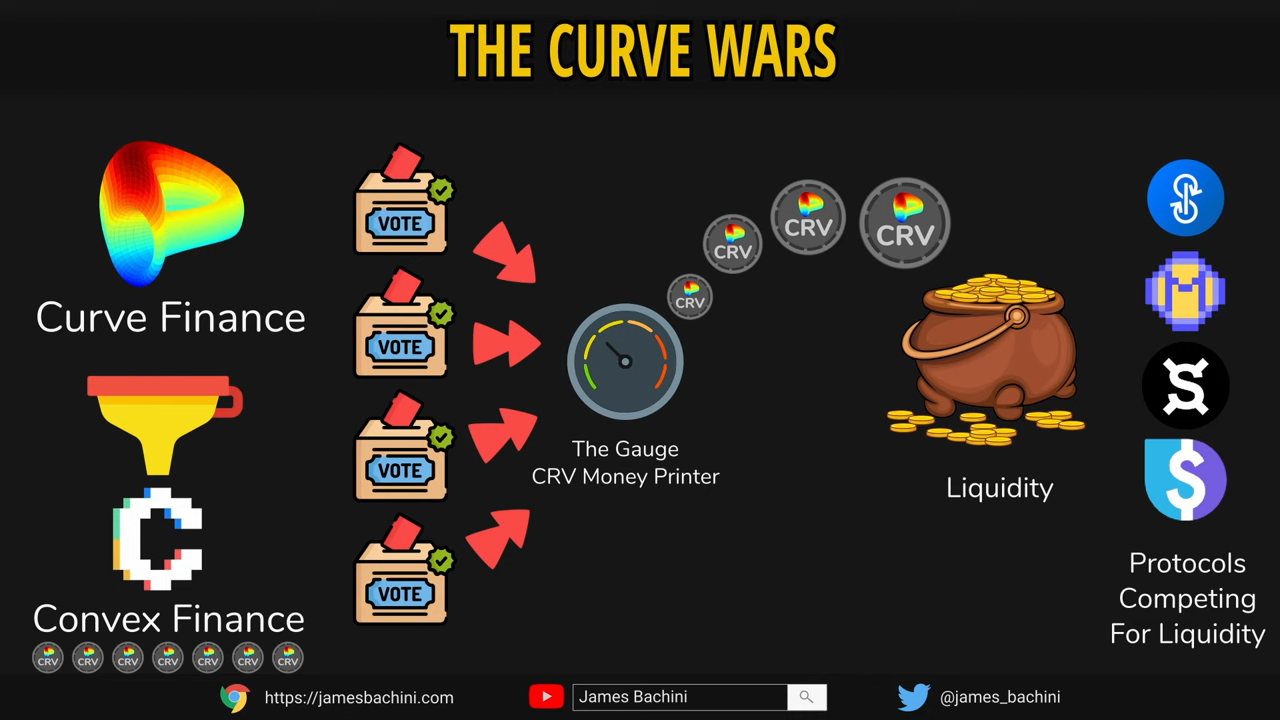 THE CURVE WARS
Curve Finance
Convex Finance
CRV CRV CRV CRV CRV CRV CRV
VOTE
VOTE
VOTE
VOTE
The Gauge
CRV Money Printer
CRV
CRV
CRV
CRV
Liquidity
Protocols
Competing
For Liquidity
https://jamesbachini.com
James Bachini
@james_bachini